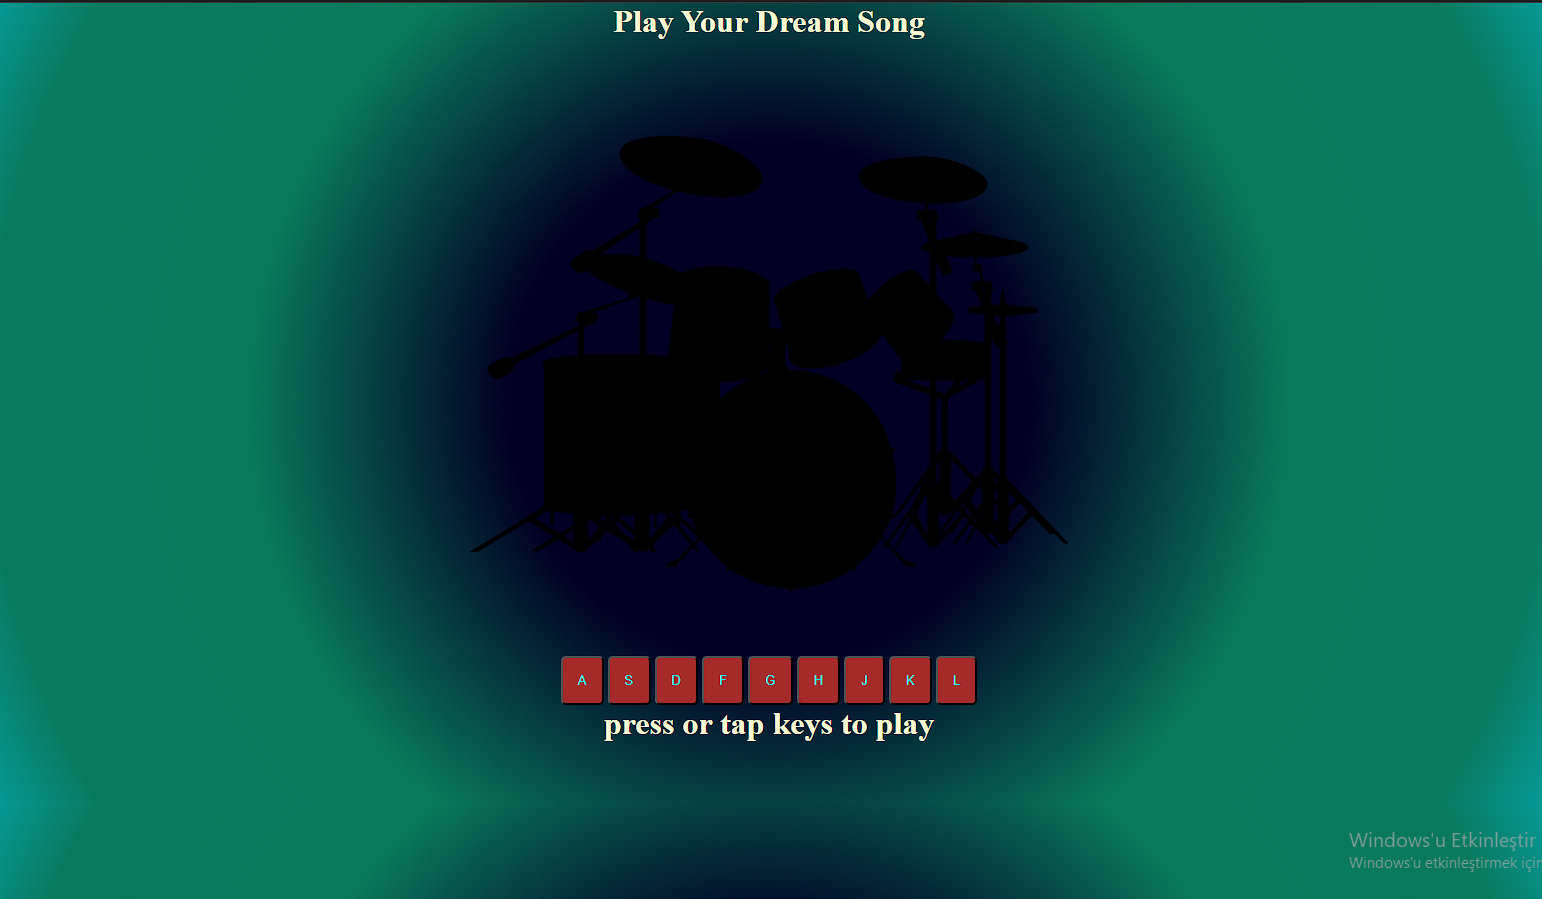 Play Your Dream Song
A S D F G H J K L
press or tap keys to play
Windows'u Etkinleştir
Windows'u etkinleştirmek için